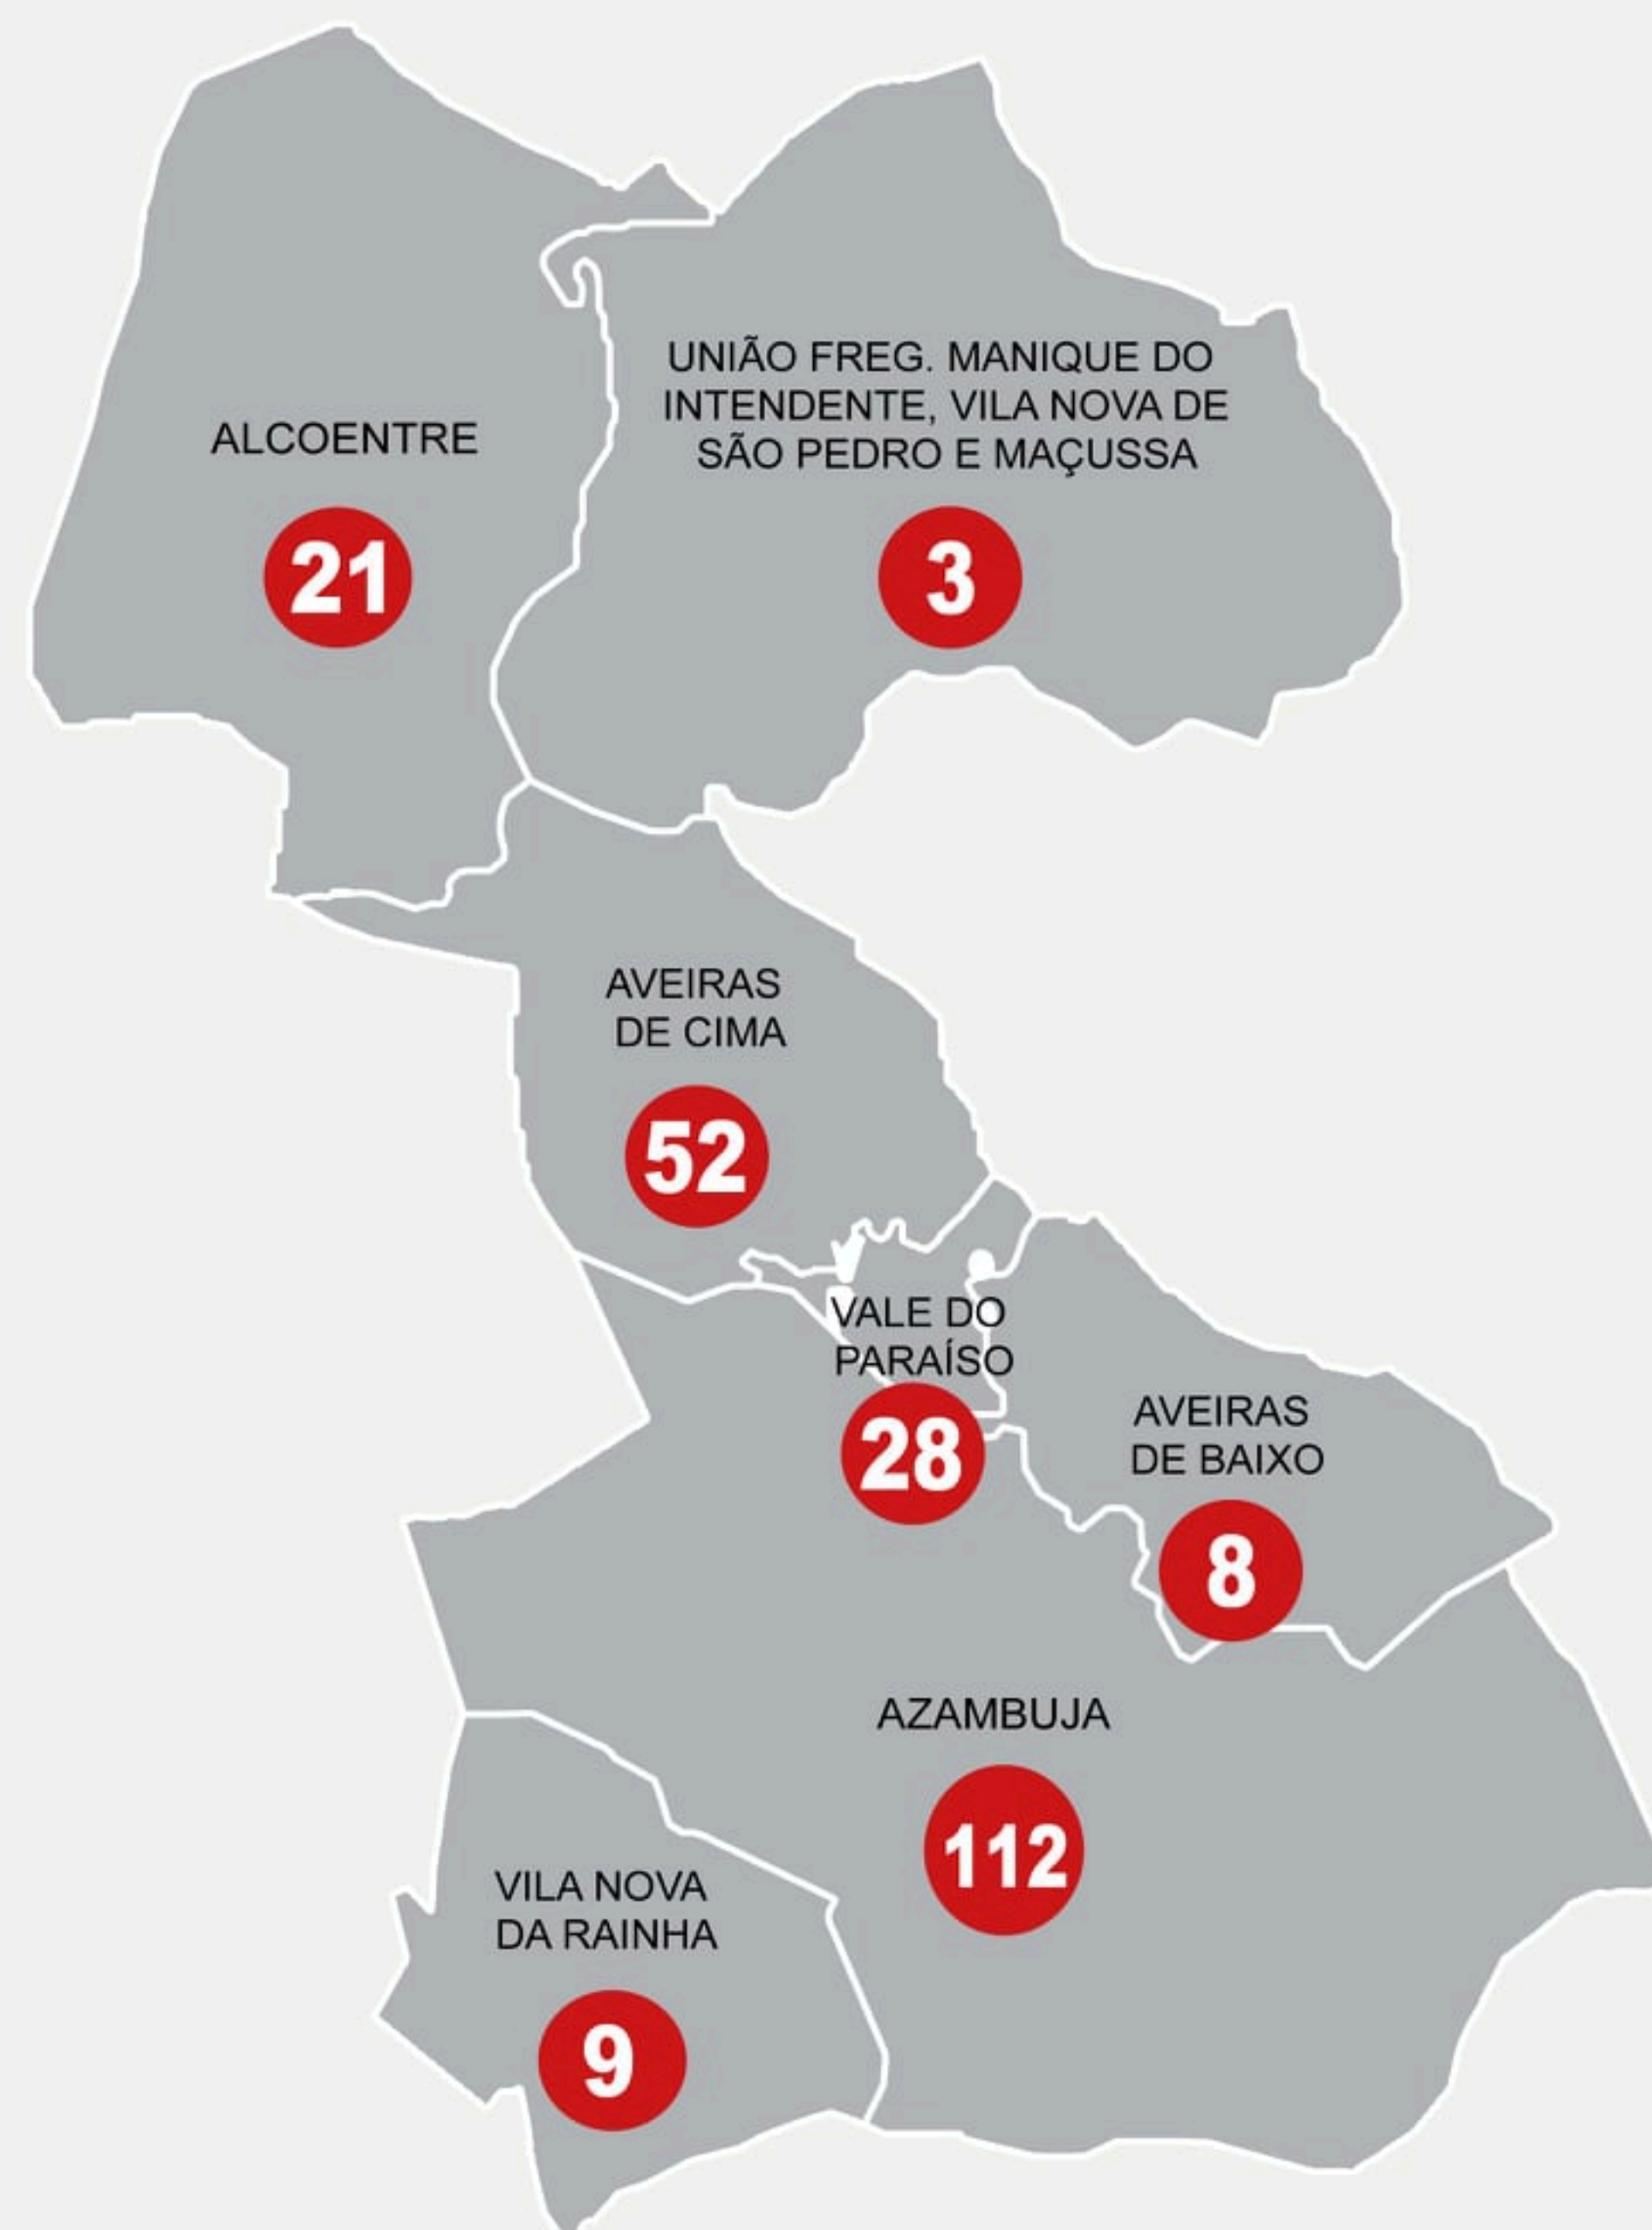 ALCOENTRE
21
UNIÃO FREG. MANIQUE DO
INTENDENTE, VILA NOVA DE
SÃO PEDRO E MAÇUSSA
3
AVEIRAS
DE CIMA
52
VALE DO
PARAÍSO
28
AVEIRAS
DE BAIXO
8
AZAMBUJA
112
VILA NOVA
DA RAINHA
9